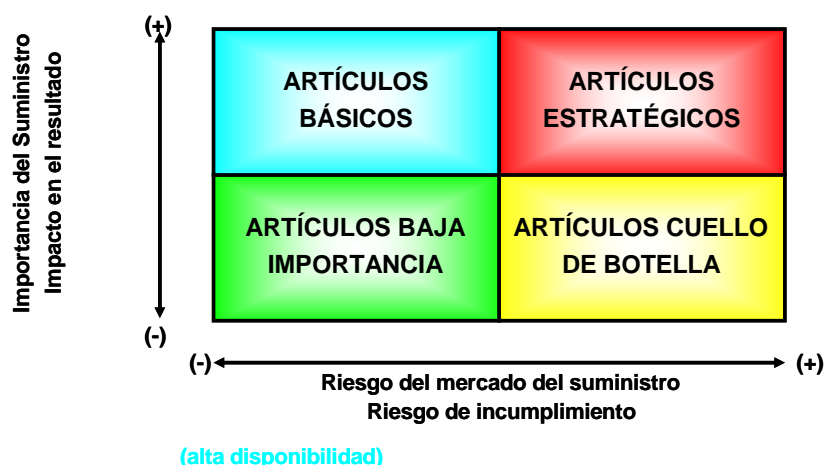 Importancia del Suministro
Impacto en el resultado
(+)
ARTÍCULOS
BÁSICOS
ARTÍCULOS
ESTRATÉGICOS
ARTÍCULOS BAJA
IMPORTANCIA
ARTÍCULOS CUELLO
DE BOTELLA
(-)
(-)
(+)
Riesgo del mercado del suministro
Riesgo de incumplimiento
(alta disponibilidad)